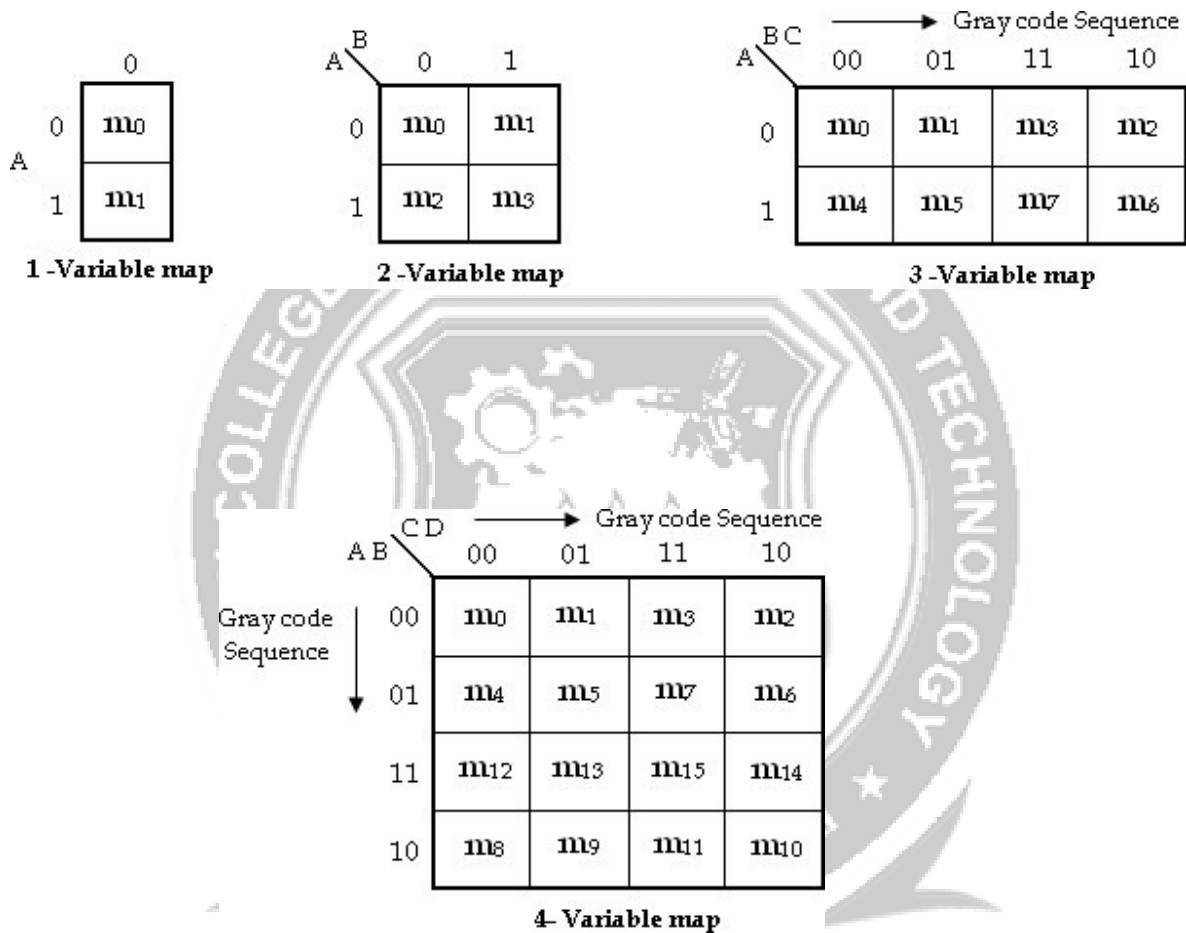 0
0 m0
A
1 m1
1 -Variable map
B
A 0 1
0 m0 m1
1 m2 m3
2 -Variable map
Gray code Sequence
B C
A 00 01 11 10
0 m0 m1 m3 m2
1 m4 m5 m7 m6
3 -Variable map
COLLEGE
ND TECHNOLOGY
Gray code Sequence
C D
A B 00 01 11 10
Gray code
Sequence
00 m0 m1 m3 m2
01 m4 m5 m7 m6
11 m12 m13 m15 m14
10 m8 m9 m11 m10
4- Variable map